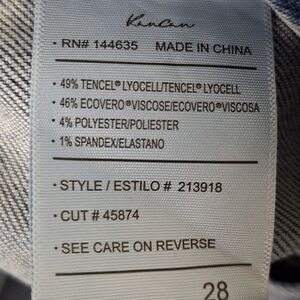 KanCan
• RN# 144635 MADE IN CHINA
• 49% TENCEL® LYOCELL/TENCEL® LYOCELL
• 46% ECOVERO® VISCOSE/ECOVERO® VISCOSA
• 4% POLYESTER/POLIESTER
• 1% SPANDEX/ELASTANO
• STYLE / ESTILO # 213918
• CUT # 45874
• SEE CARE ON REVERSE
28